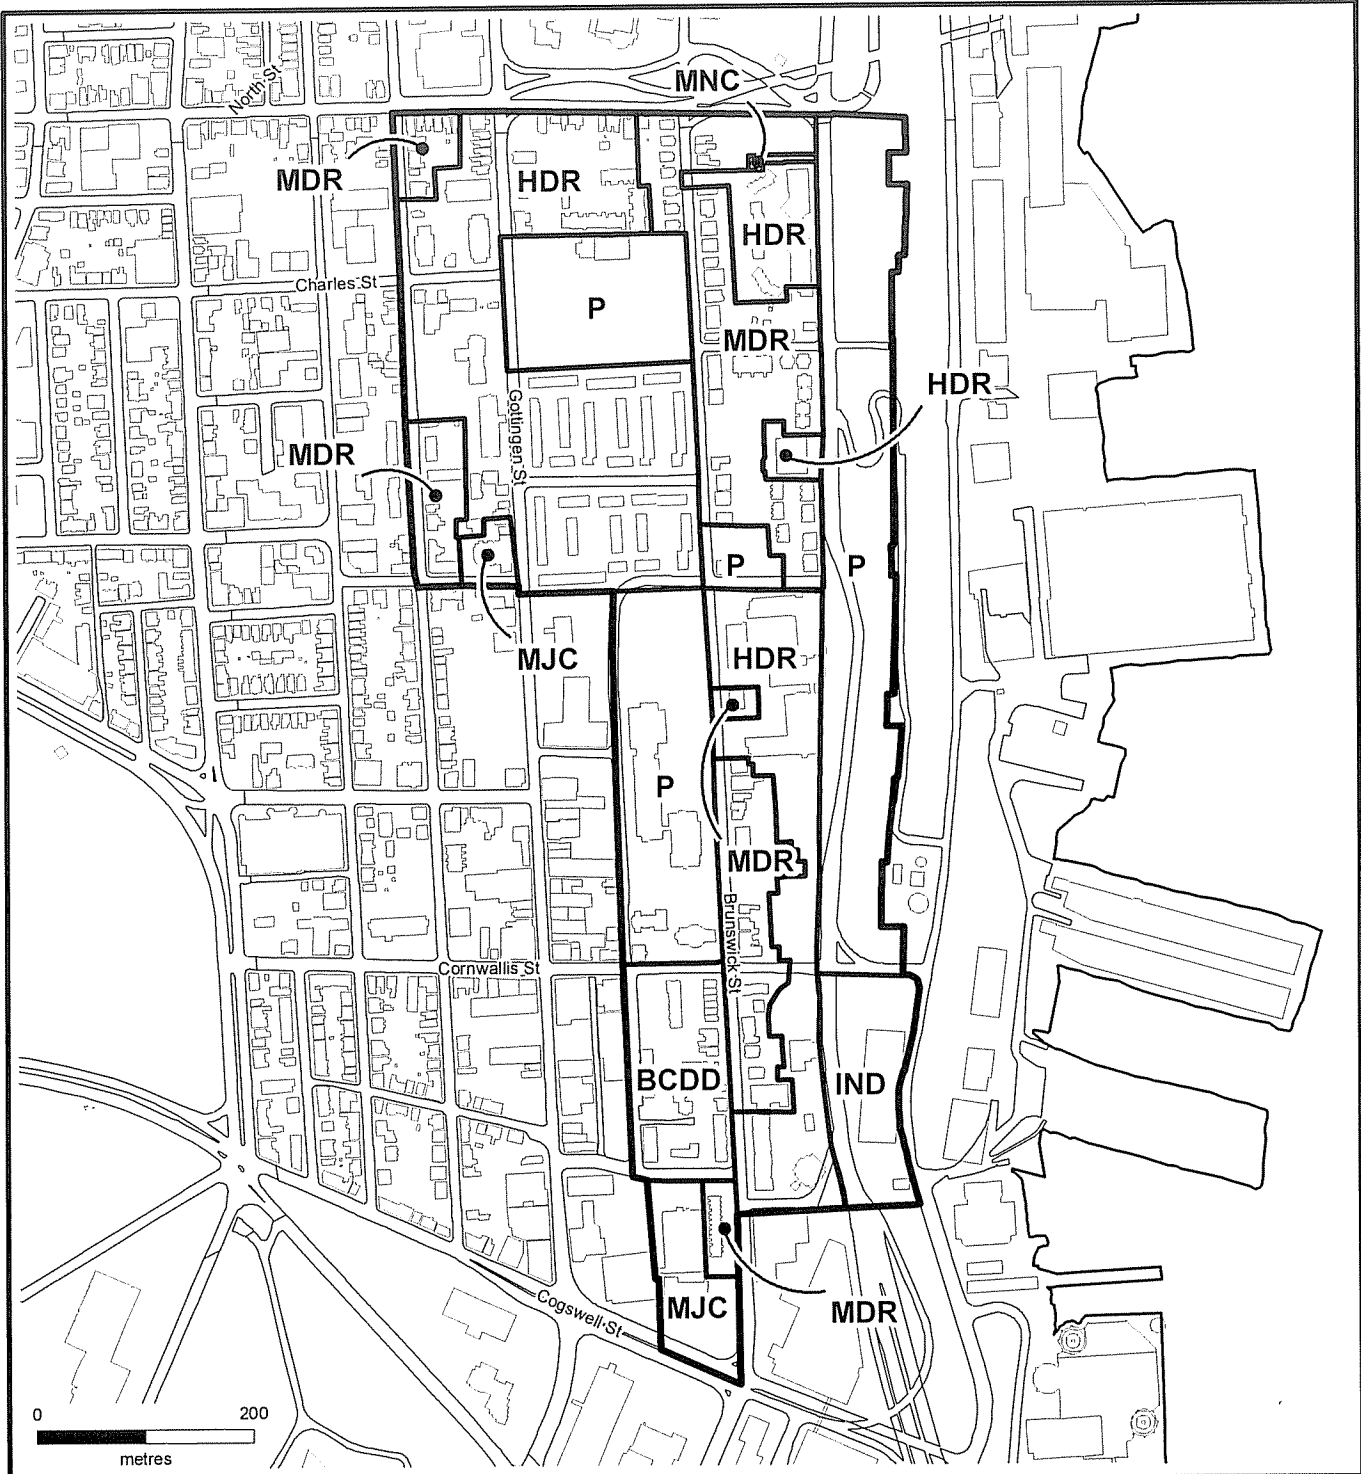 MNC
North St
MDR
HDR
HDR
Charles St
P
MDR
HDR
Gottingen St
MDR
P
P
MJC
HDR
P
MDR
Brunswick St
Cornwallis St
BCDD
IND
Cogswell St
MJC
MDR
0 200
metres